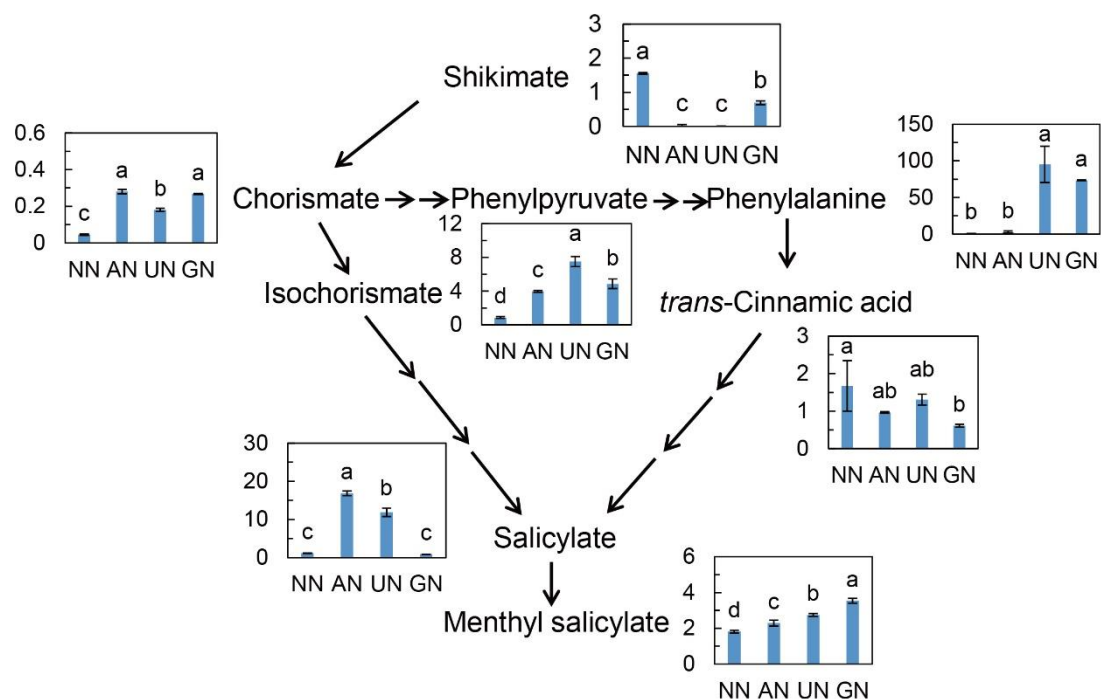 3
2
1
0
a
c
c
b
NN AN UN GN
Shikimate
0.6
0.4
0.2
0
c
a
b
a
NN AN UN GN
150
100
50
0
b
b
a
a
NN AN UN GN
Chorismate
Phenylpyruvate
Phenylalanine
12
8
4
0
d
c
a
b
NN AN UN GN
Isochorismate
trans-Cinnamic acid
3
2
1
0
a
ab
ab
b
NN AN UN GN
30
20
10
0
c
a
b
c
NN AN UN GN
Salicylate
6
4
2
0
d
c
b
a
NN AN UN GN
Menthyl salicylate